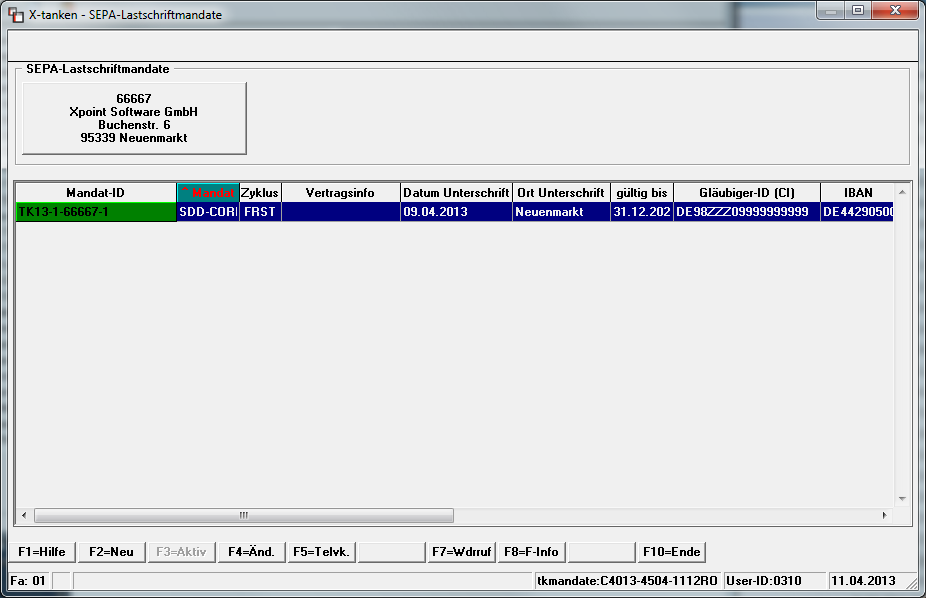 X-tanken - SEPA-Lastschriftmandate
SEPA-Lastschriftmandate
66667
Xpoint Software GmbH
Buchenstr. 6
95339 Neuenmarkt
Mandat-ID ^ Mandat Zyklus Vertragsinfo Datum Unterschrift Ort Unterschrift gültig bis Gläubiger-ID (CI) IBAN
TK13-1-66667-1 SDD-CORI FRST 09.04.2013 Neuenmarkt 31.12.202 DE98ZZZ09999999999 DE44290500
F1=Hilfe F2=Neu F3=Aktiv F4=Änd. F5=Telvk. F7=Wdrruf F8=F-Info F10=Ende
Fa: 01 tkmandate:C4013-4504-1112RO User-ID:0310 11.04.2013